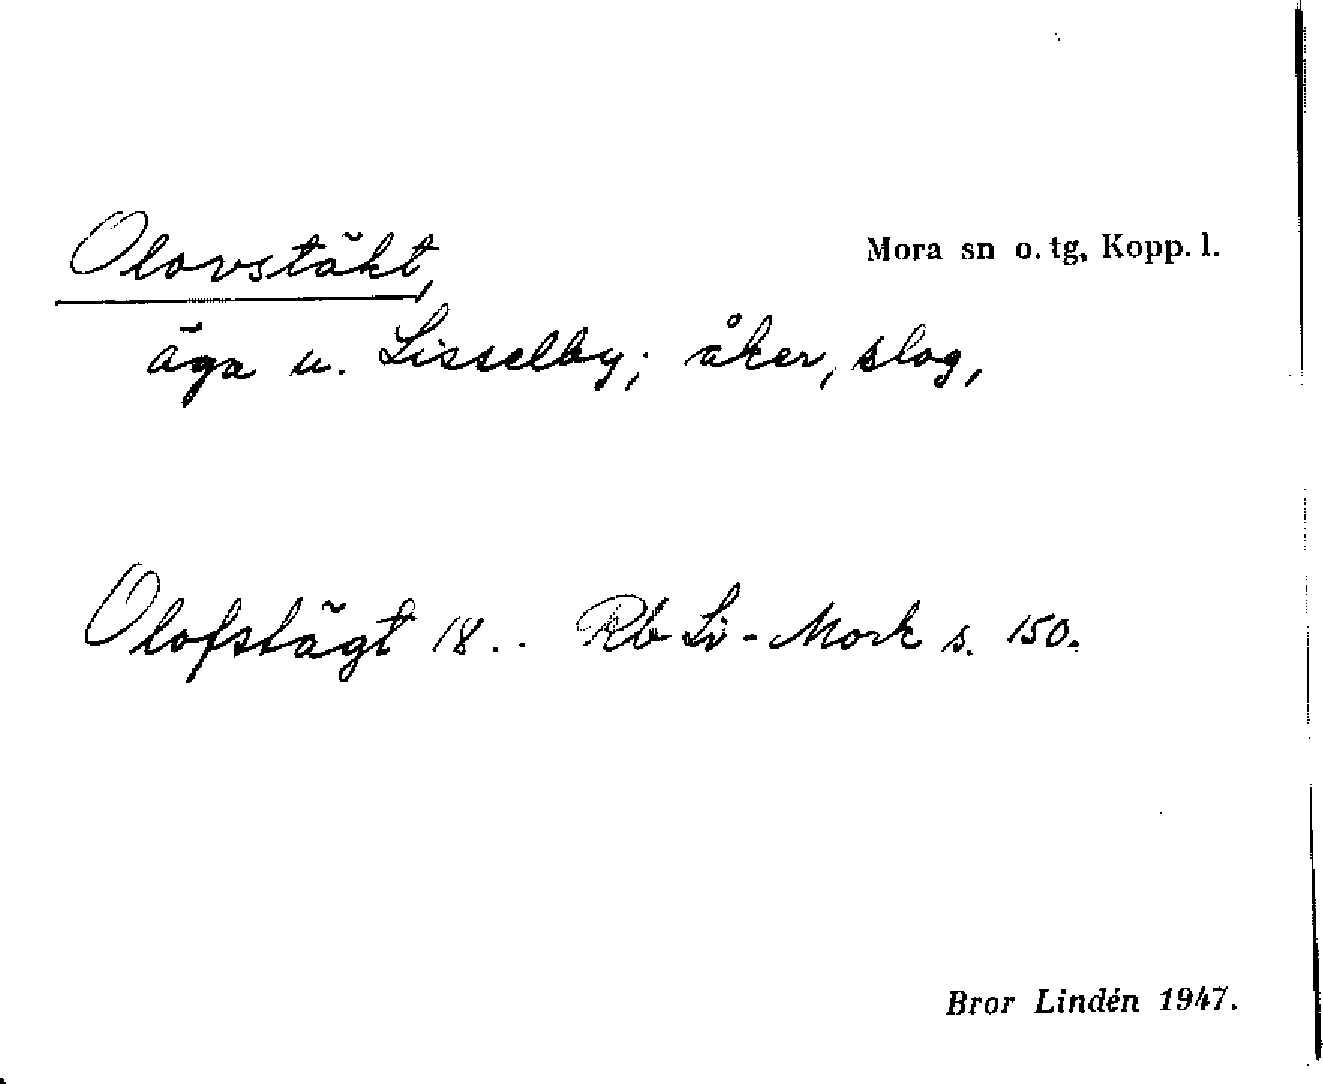 Olovstäkt,
Mora sn o. tg, Kopp. l.
äga u. Lisselby; åker, slog,
Olofstägt 18.. Rb Li-Mork s. 150.
Bror Lindén 1947.